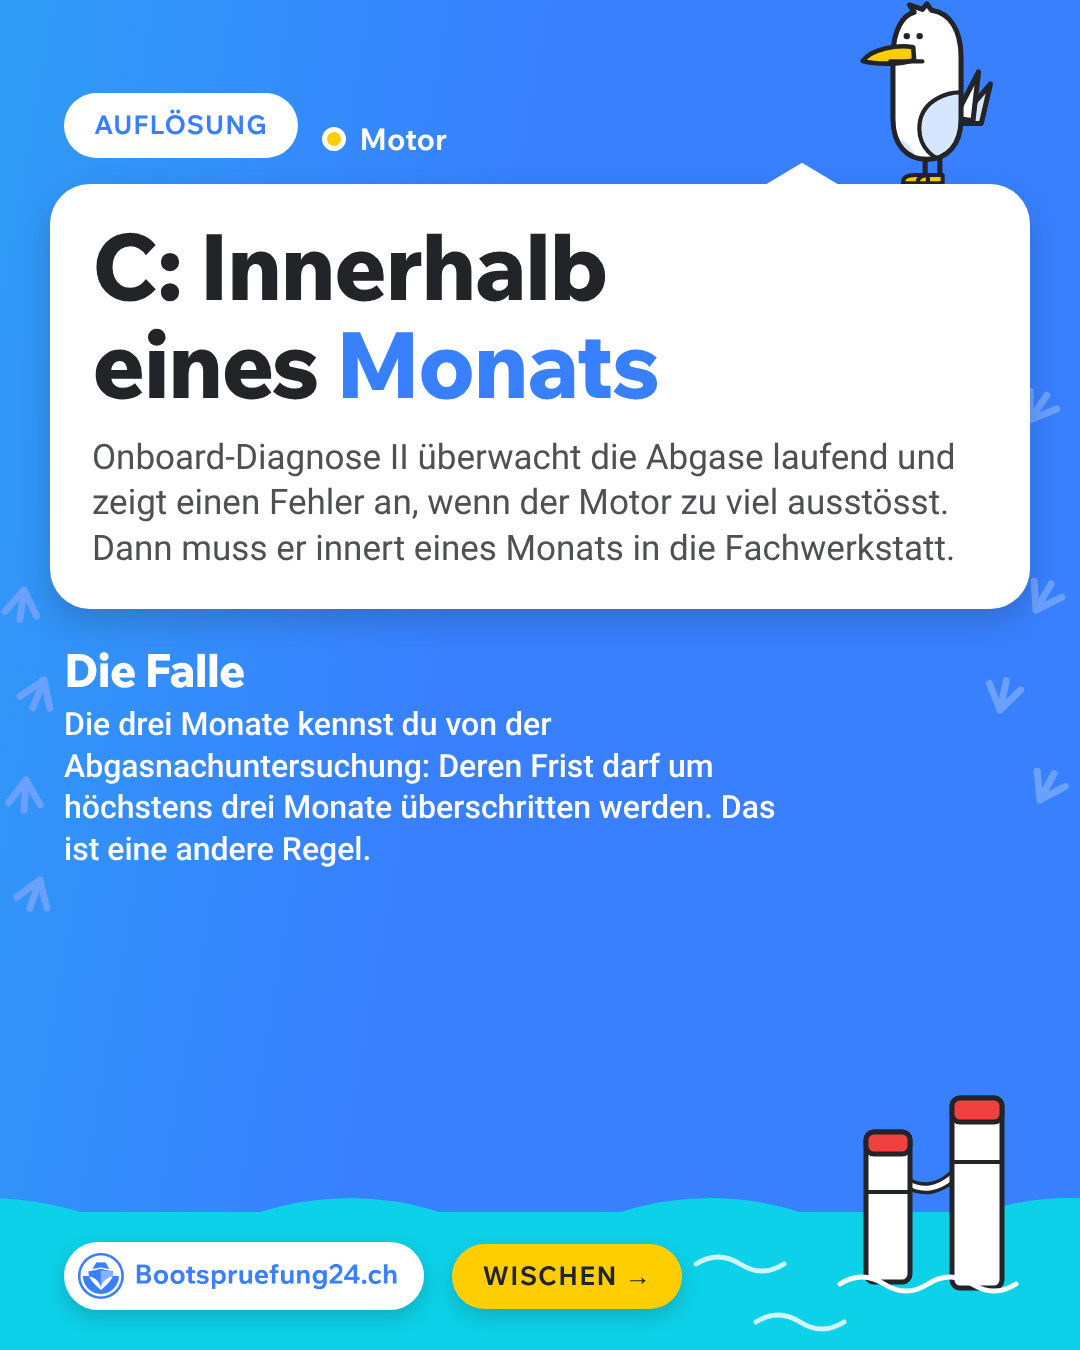 AUFLÖSUNG
Motor
C: Innerhalb
eines Monats
Onboard-Diagnose II überwacht die Abgase laufend und
zeigt einen Fehler an, wenn der Motor zu viel ausstösst.
Dann muss er innert eines Monats in die Fachwerkstatt.
Die Falle
Die drei Monate kennst du von der
Abgasnachuntersuchung: Deren Frist darf um
höchstens drei Monate überschritten werden. Das
ist eine andere Regel.
Bootspruefung24.ch
WISCHEN →